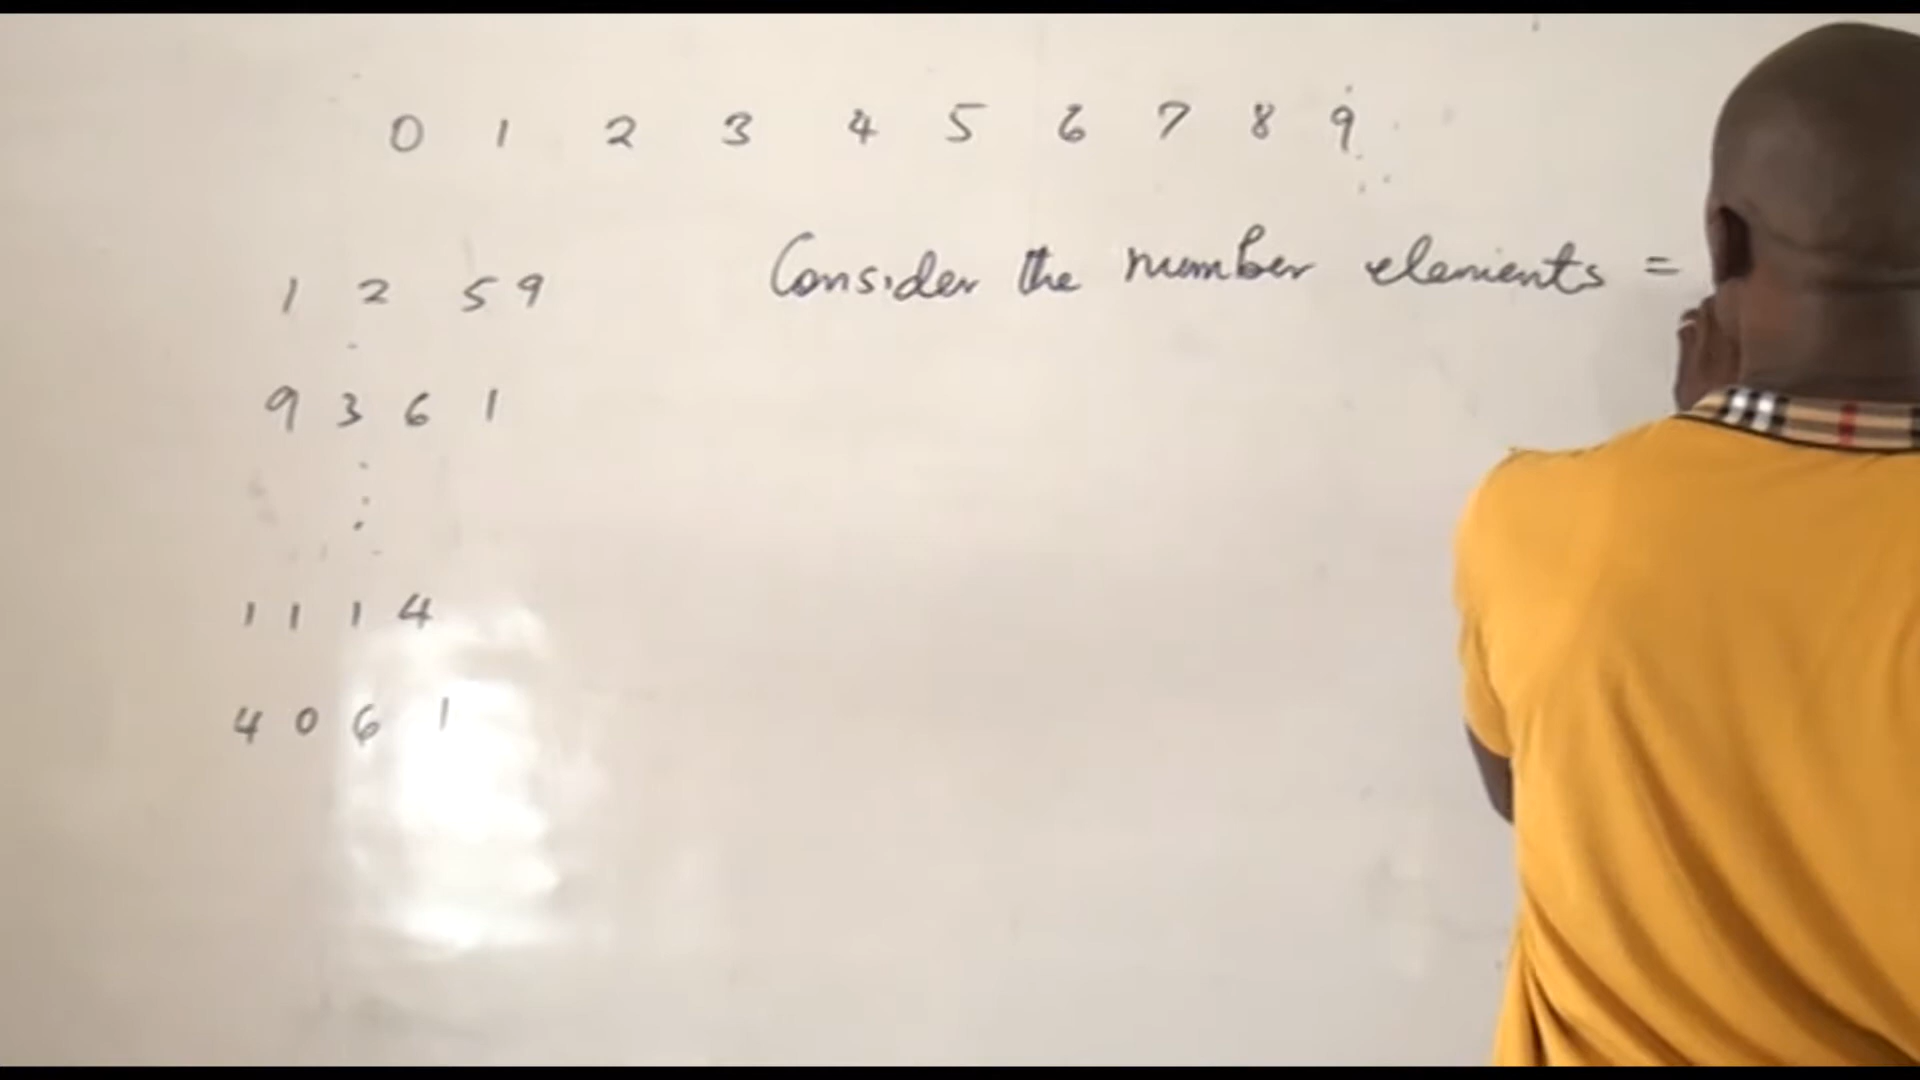 0 1 2 3 4 5 6 7 8 9
1 2 5 9
Consider the number elements =
9 3 6 1
1 1 1 4
4 0 6 1